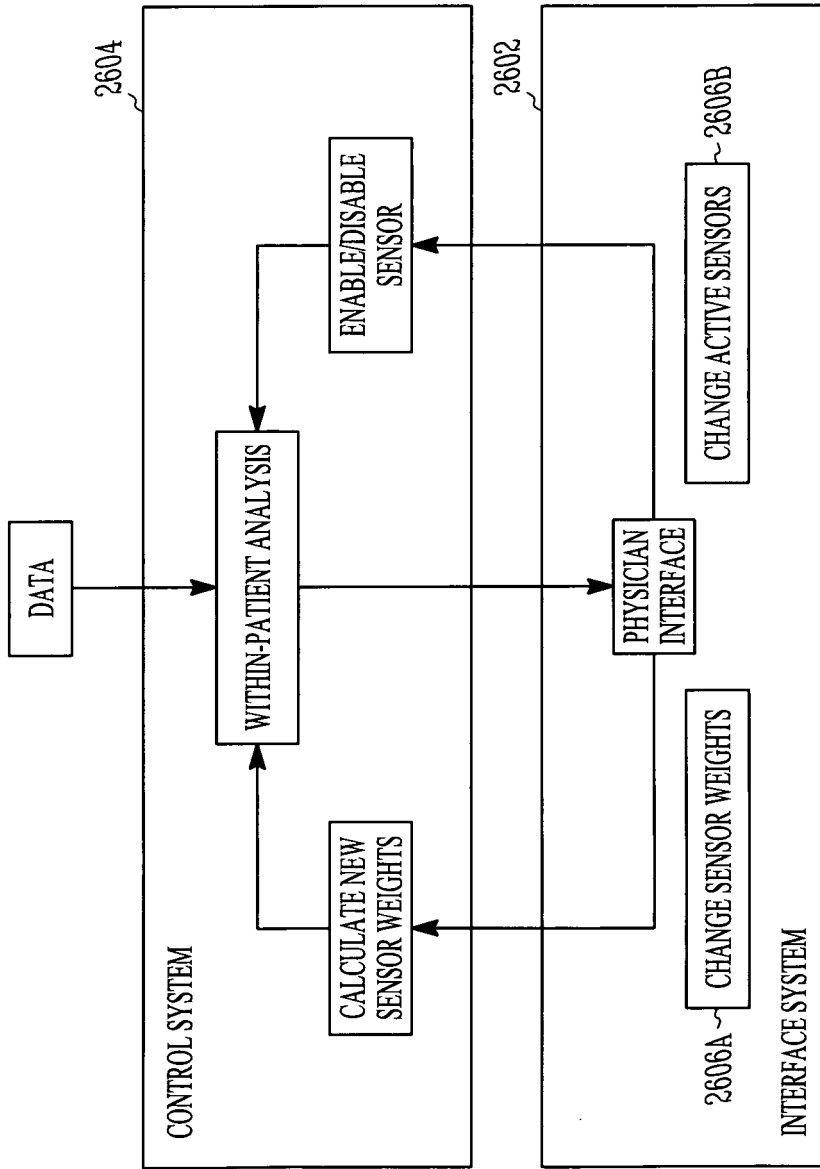 DATA
2604
CONTROL SYSTEM
WITHIN-PATIENT ANALYSIS
CALCULATE NEW
SENSOR WEIGHTS
ENABLE/DISABLE
SENSOR
2602
PHYSICIAN
INTERFACE
2606A
CHANGE SENSOR WEIGHTS
CHANGE ACTIVE SENSORS
2606B
INTERFACE SYSTEM